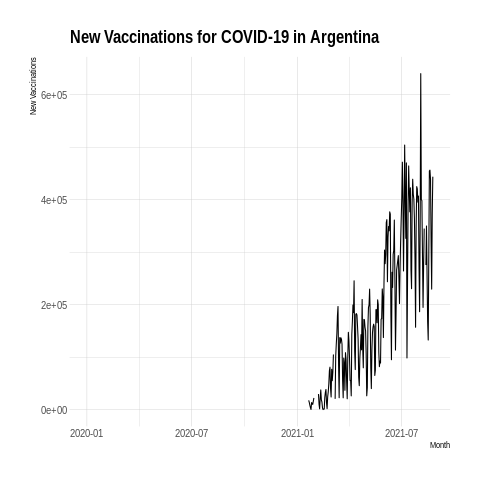 New Vaccinations for COVID-19 in Argentina
New Vaccinations
6e+05
4e+05
2e+05
0e+00
2020-01 2020-07 2021-01 2021-07
Month